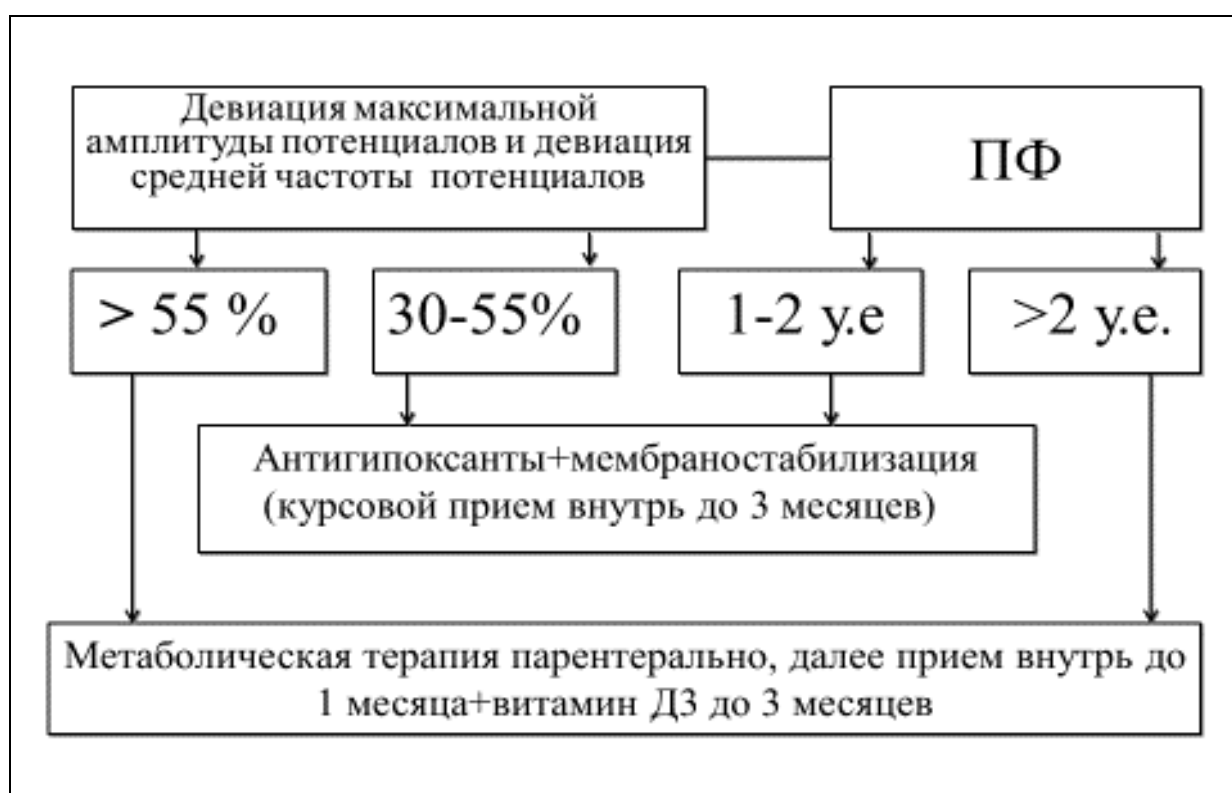 Девиация максимальной
амплитуды потенциалов и девиация
средней частоты потенциалов
ПФ
> 55 %
30-55%
1-2 у.е
>2 у.е.
Антигипоксанты+мембраностабилизация
(курсовой прием внутрь до 3 месяцев)
Метаболическая терапия парентерально, далее прием внутрь до
1 месяца+витамин Д3 до 3 месяцев